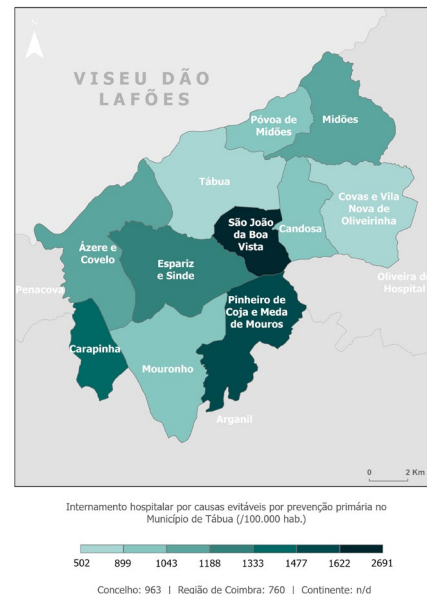 N
VISEU DÃO
LAFÕES
Póvoa de
Midões
Midões
Tábua
Covas e Vila
Nova de
Oliveirinha
São João
da Boa
Vista
Candosa
Ázere e
Covelo
Espariz
e Sinde
Oliveira do
Hospital
Penacova
Pinheiro de
Coja e Meda
de Mouros
Carapinha
Mouronho
Arganil
0 2 Km
Internamento hospitalar por causas evitáveis por prevenção primária no
Município de Tábua (/100.000 hab.)
502 899 1043 1188 1333 1477 1622 2691
Concelho: 963 | Região de Coimbra: 760 | Continente: n/d